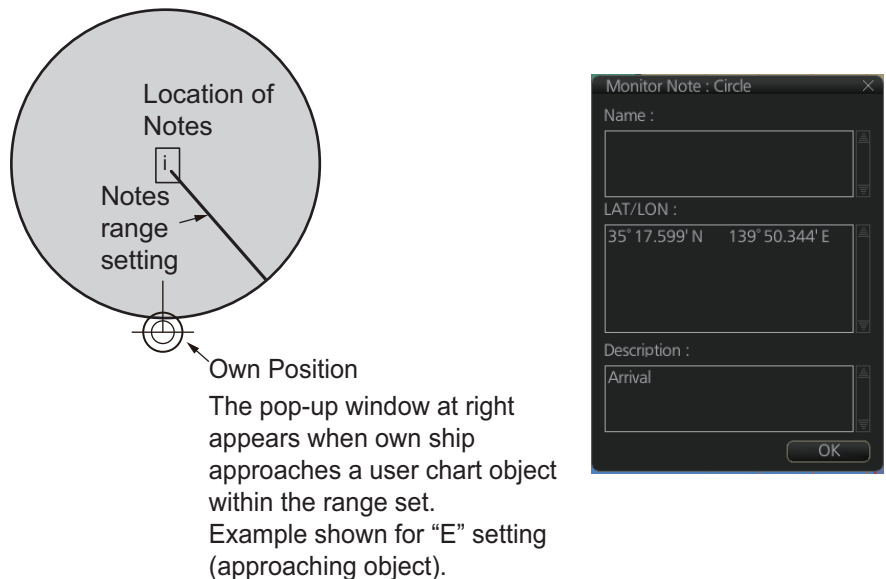 Location of
Notes
i
Notes
range
setting
Own Position
The pop-up window at right
appears when own ship
approaches a user chart object
within the range set.
Example shown for “E” setting
(approaching object).
Monitor Note : Circle
Name :
LAT/LON :
35° 17.599' N 139° 50.344' E
Description :
Arrival
OK